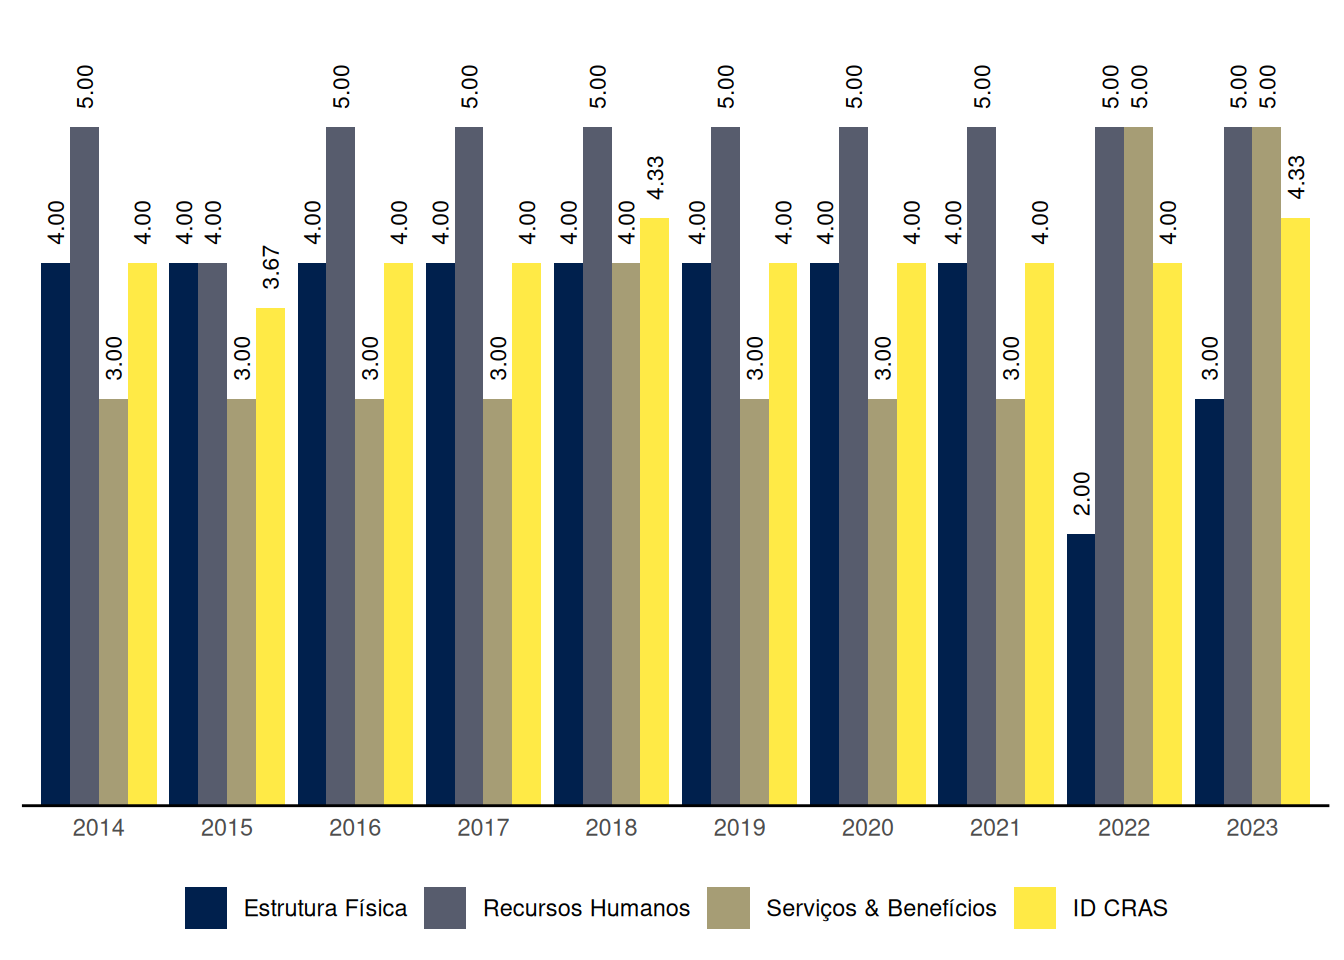 5.00 5.00 5.00 5.00 5.00 5.00 5.00 5.00 5.00 5.00 5.00
4.33 4.33
4.00 4.00 4.00 4.00 4.00 4.00 4.00 4.00 4.00 4.00 4.00 4.00 4.00 4.00 4.00 4.00 4.00
3.67
3.00 3.00 3.00 3.00 3.00 3.00 3.00 3.00
2.00
2014 2015 2016 2017 2018 2019 2020 2021 2022 2023
Estrutura Física Recursos Humanos Serviços & Benefícios ID CRAS